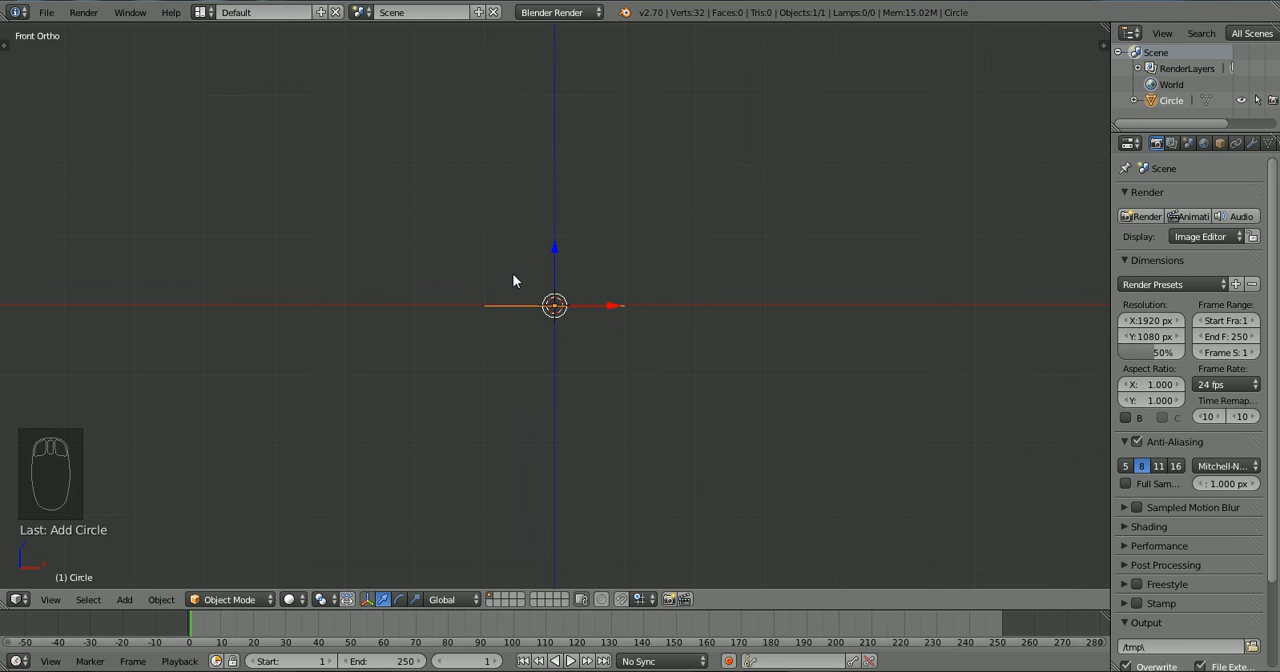 File Render Window Help Default Scene Blender Render v2.70 | Verts:32 | Faces:0 | Tris:0 | Objects:1/1 | Lamps:0/0 | Mem:15.02M | Circle
Front Ortho
View Search All Scenes
Scene
RenderLayers
World
Circle
Scene
Render
Render Animati Audio
Display: Image Editor
Dimensions
Render Presets
Resolution: Frame Range:
X:1920 px Start Fra:1
Y:1080 px End F: 250
50% Frame S: 1
Aspect Ratio: Frame Rate:
X: 1.000 24 fps
Y: 1.000 Time Remap...
B C 10 10
Anti-Aliasing
5 8 11 16 Mitchell-N...
Full Sam... : 1.000 px
Sampled Motion Blur
Shading
Performance
Post Processing
Freestyle
Stamp
Output
/tmp\
Overwrite File Exte...
Last: Add Circle
(1) Circle
View Select Add Object Object Mode Global
-50 -40 -30 -20 -10 0 10 20 30 40 50 60 70 80 90 100 110 120 130 140 150 160 170 180 190 200 210 220 230 240 250 260 270 280
View Marker Frame Playback Start: 1 End: 250 1 No Sync